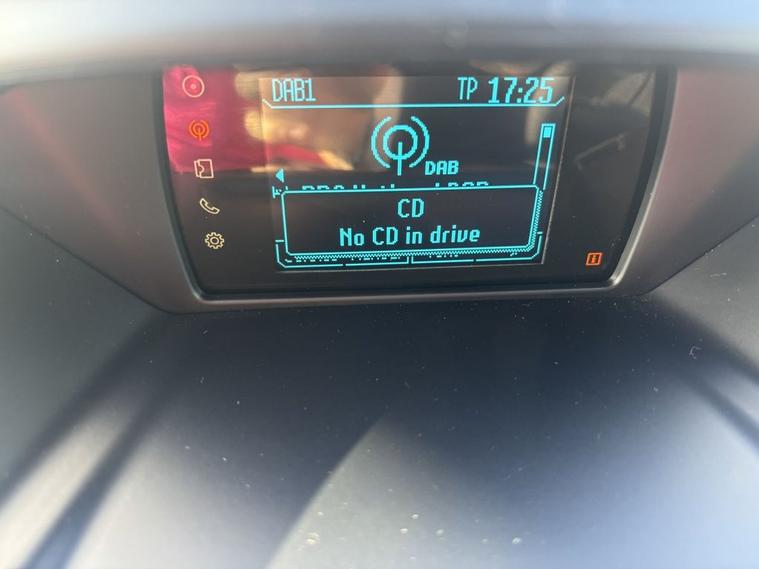 DAB1 TP 17:25
DAB
CD
No CD in drive